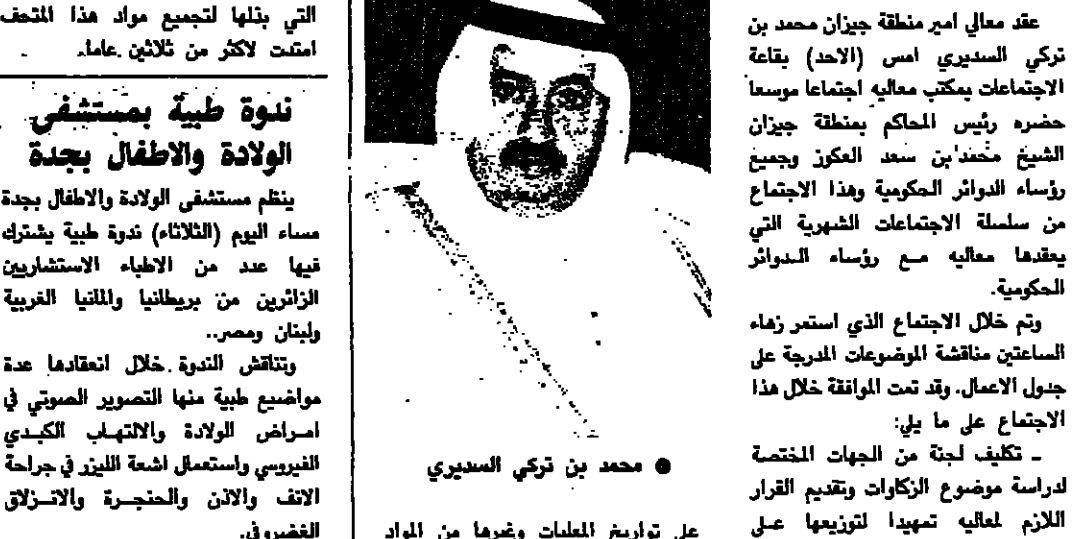 عقد معالي امير منطقة جيزان محمد بن
تركي السديري امس (الاحد) بقاعة
الاجتماعات بمكتب معاليه اجتماعا موسعا
حضره رئيس المحاكم بمنطقة جيزان
الشيخ محمد بن سعد العكوز وجميع
رؤساء الدوائر الحكومية وهذا الاجتماع
من سلسلة الاجتماعات الشهرية التي
يعقدها معاليه مع رؤساء الدوائر
الحكومية.
وتم خلال الاجتماع الذي استمر زهاء
الساعتين مناقشة الموضوعات المدرجة على
جدول الاعمال. وقد تمت الموافقة خلال هذا
الاجتماع على ما يلي:
ـ تكليف لجنة من الجهات المختصة
لدراسة موضوع الزكاوات وتقديم القرار
اللازم لمعاليه تمهيدا لتوزيعها على
● محمد بن تركي السديري
على تواريخ المعلبات وغيرها من المواد
التي بذلها لتجميع مواد هذا المتحف
امتدت لاكثر من ثلاثين عاما.
ندوة طبية بمستشفى
الولادة والاطفال بجدة
ينظم مستشفى الولادة والاطفال بجدة
مساء اليوم (الثلاثاء) ندوة طبية يشترك
فيها عدد من الاطباء الاستشاريين
الزائرين من بريطانيا والمانيا الغربية
ولبنان ومصر..
وتناقش الندوة خلال انعقادها عدة
مواضيع طبية منها التصوير الصوتي في
امراض الولادة والالتهاب الكبدي
الفيروسي واستعمال اشعة الليزر في جراحة
الانف والاذن والحنجرة والانزلاق
الغضروفي.